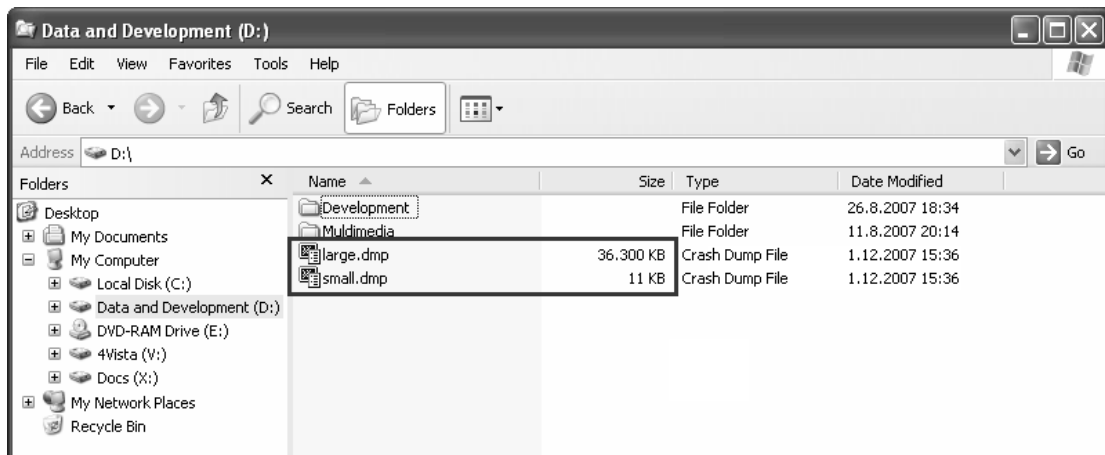 Data and Development (D:)
File Edit View Favorites Tools Help
Back Search Folders
Address D:\ Go
Folders × Name Size Type Date Modified
Desktop Development File Folder 26.8.2007 18:34
My Documents Muldimedia File Folder 11.8.2007 20:14
My Computer large.dmp 36.300 KB Crash Dump File 1.12.2007 15:36
Local Disk (C:) small.dmp 11 KB Crash Dump File 1.12.2007 15:36
Data and Development (D:)
DVD-RAM Drive (E:)
4Vista (V:)
Docs (X:)
My Network Places
Recycle Bin